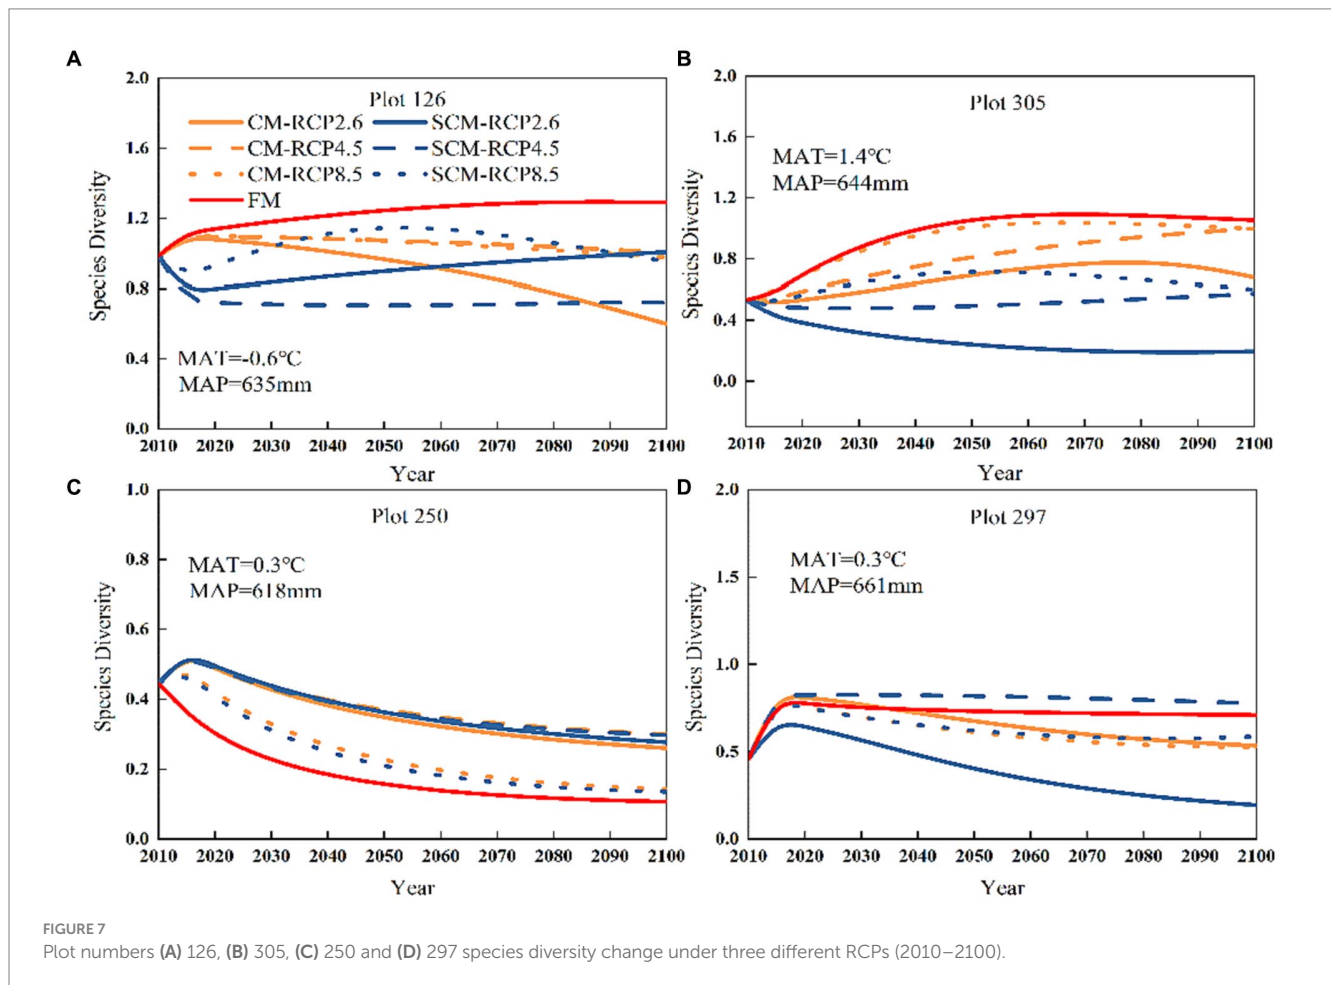 A
Plot 126
CM-RCP2.6
SCM-RCP2.6
CM-RCP4.5
SCM-RCP4.5
CM-RCP8.5
SCM-RCP8.5
FM
MAT=-0.6°C
MAP=635mm
2.0
1.6
1.2
0.8
0.4
0.0
Species Diversity
2010 2020 2030 2040 2050 2060 2070 2080 2090 2100
Year
B
Plot 305
MAT=1.4°C
MAP=644mm
2.0
1.6
1.2
0.8
0.4
0.0
Species Diversity
2010 2020 2030 2040 2050 2060 2070 2080 2090 2100
Year
C
Plot 250
MAT=0.3°C
MAP=618mm
1.0
0.8
0.6
0.4
0.2
0.0
Species Diversity
2010 2020 2030 2040 2050 2060 2070 2080 2090 2100
Year
D
Plot 297
MAT=0.3°C
MAP=661mm
2.0
1.5
1.0
0.5
0.0
Species Diversity
2010 2020 2030 2040 2050 2060 2070 2080 2090 2100
Year
FIGURE 7
Plot numbers (A) 126, (B) 305, (C) 250 and (D) 297 species diversity change under three different RCPs (2010–2100).